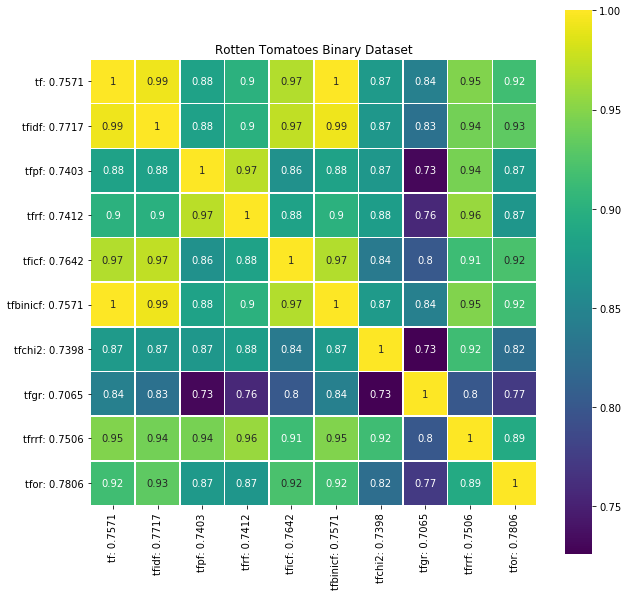 Rotten Tomatoes Binary Dataset
tf: 0.7571 1 0.99 0.88 0.9 0.97 1 0.87 0.84 0.95 0.92
tfidf: 0.7717 0.99 1 0.88 0.9 0.97 0.99 0.87 0.83 0.94 0.93
tfpf: 0.7403 0.88 0.88 1 0.97 0.86 0.88 0.87 0.73 0.94 0.87
tfrf: 0.7412 0.9 0.9 0.97 1 0.88 0.9 0.88 0.76 0.96 0.87
tficf: 0.7642 0.97 0.97 0.86 0.88 1 0.97 0.84 0.8 0.91 0.92
tfbinicf: 0.7571 1 0.99 0.88 0.9 0.97 1 0.87 0.84 0.95 0.92
tfchi2: 0.7398 0.87 0.87 0.87 0.88 0.84 0.87 1 0.73 0.92 0.82
tfgr: 0.7065 0.84 0.83 0.73 0.76 0.8 0.84 0.73 1 0.8 0.77
tfrrf: 0.7506 0.95 0.94 0.94 0.96 0.91 0.95 0.92 0.8 1 0.89
tfor: 0.7806 0.92 0.93 0.87 0.87 0.92 0.92 0.82 0.77 0.89 1
tf: 0.7571
tfidf: 0.7717
tfpf: 0.7403
tfrf: 0.7412
tficf: 0.7642
tfbinicf: 0.7571
tfchi2: 0.7398
tfgr: 0.7065
tfrrf: 0.7506
tfor: 0.7806
1.00
0.95
0.90
0.85
0.80
0.75